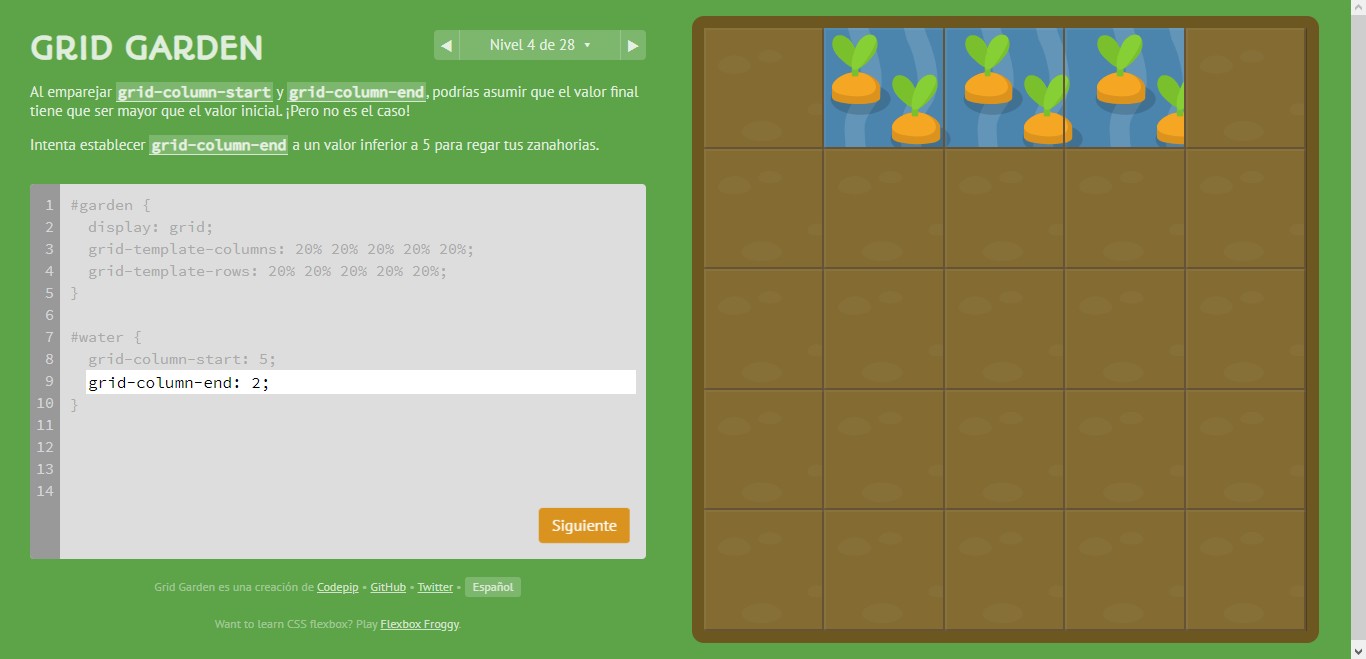 GRID GARDEN
◀ Nivel 4 de 28 ▾ ▶
Al emparejar grid-column-start y grid-column-end, podrías asumir que el valor final
tiene que ser mayor que el valor inicial. ¡Pero no es el caso!
Intenta establecer grid-column-end a un valor inferior a 5 para regar tus zanahorias.
1 #garden {
2 display: grid;
3 grid-template-columns: 20% 20% 20% 20% 20%;
4 grid-template-rows: 20% 20% 20% 20% 20%;
5 }
6
7 #water {
8 grid-column-start: 5;
9 grid-column-end: 2;
10 }
11
12
13
14
Siguiente
Grid Garden es una creación de Codepip • GitHub • Twitter • Español
Want to learn CSS flexbox? Play Flexbox Froggy